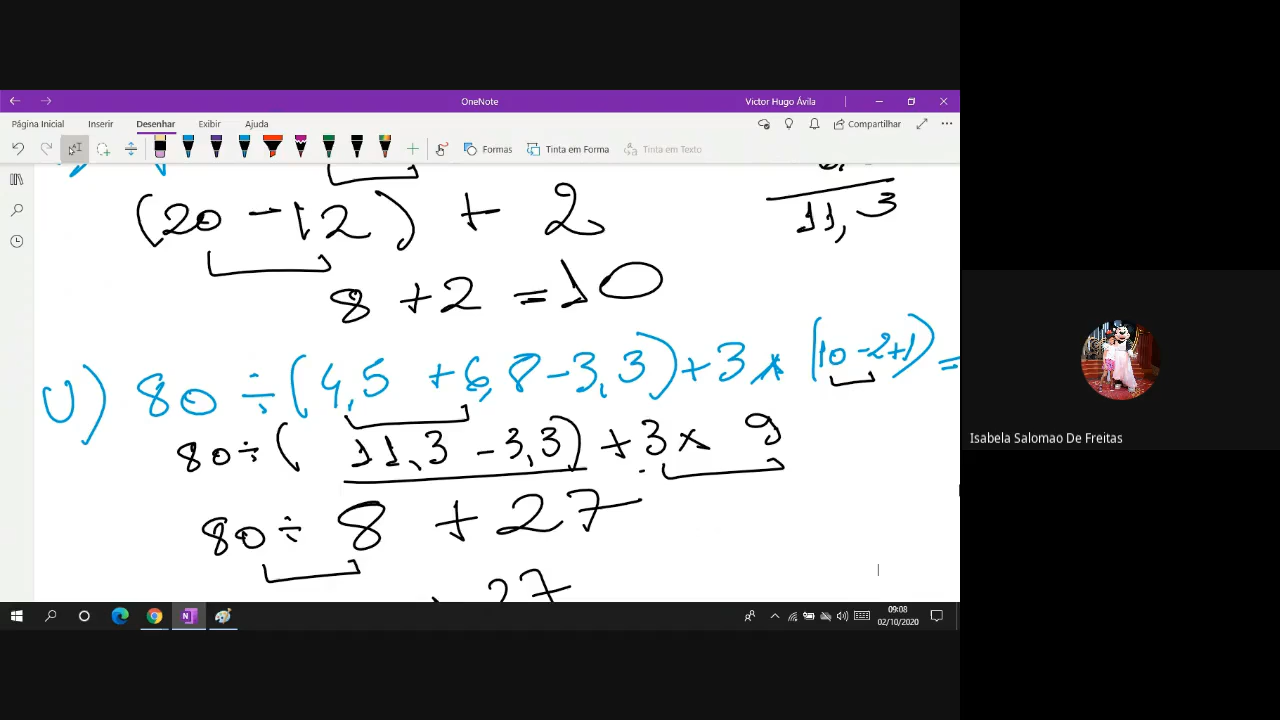 OneNote
Victor Hugo Ávila
Página Inicial Inserir Desenhar Exibir Ajuda
Compartilhar
Formas Tinta em Forma Tinta em Texto
(20 - 12) + 2
11,3
8 + 2 = 10
U) 80 ÷ (4,5 + 6,8 - 3,3) + 3 x (10 - 2 + 1) =
80 ÷ ( 11,3 - 3,3) + 3 x 9
80 ÷ 8 + 27
+ 27
Isabela Salomao De Freitas
09:08
02/10/2020